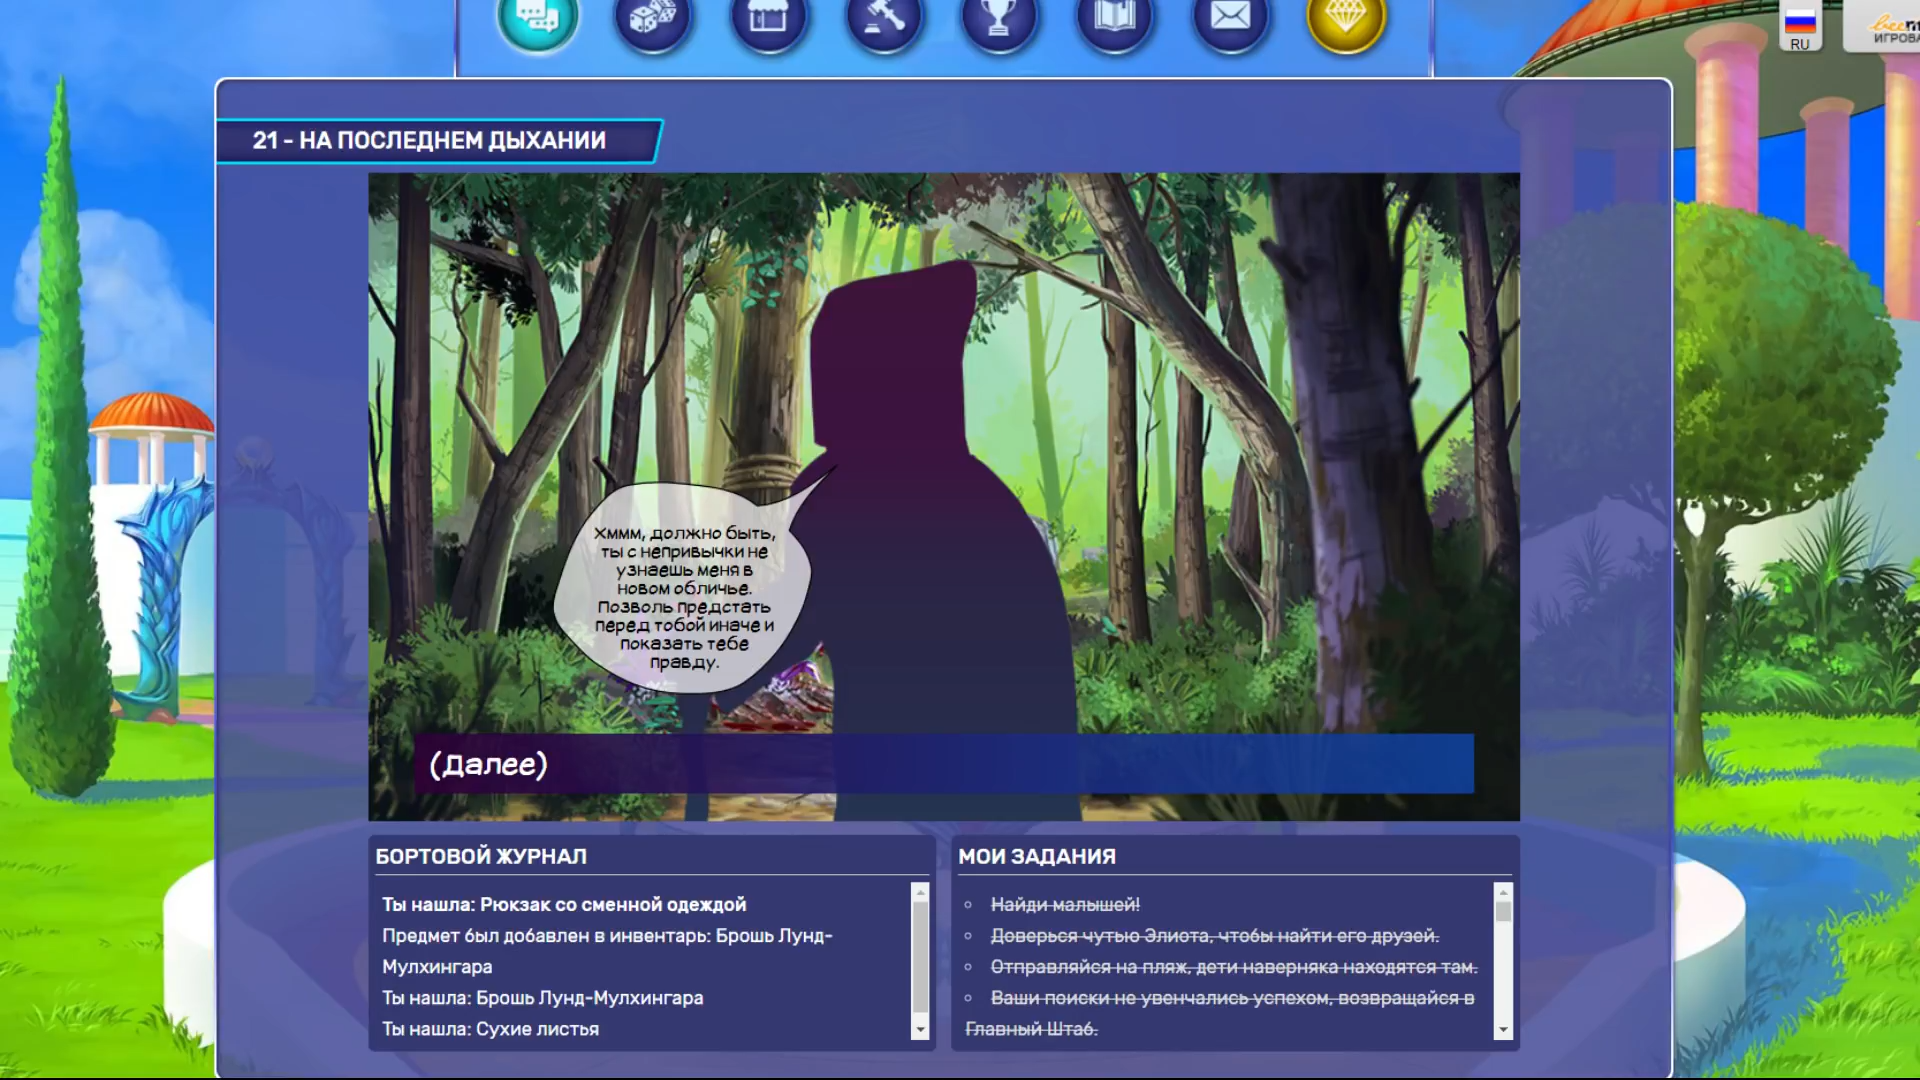 RU
ИГРОВА
21 - НА ПОСЛЕДНЕМ ДЫХАНИИ
Хммм, должно быть,
ты с непривычки не
узнаешь меня в
новом обличье.
Позволь предстать
перед тобой иначе и
показать тебе
правду.
(Далее)
БОРТОВОЙ ЖУРНАЛ
Ты нашла: Рюкзак со сменной одеждой
Предмет был добавлен в инвентарь: Брошь Лунд-
Мулхингара
Ты нашла: Брошь Лунд-Мулхингара
Ты нашла: Сухие листья
МОИ ЗАДАНИЯ
Найди малышей!
Доверься чутью Элиота, чтобы найти его друзей.
Отправляйся на пляж, дети наверняка находятся там.
Ваши поиски не увенчались успехом, возвращайся в
Главный Штаб.